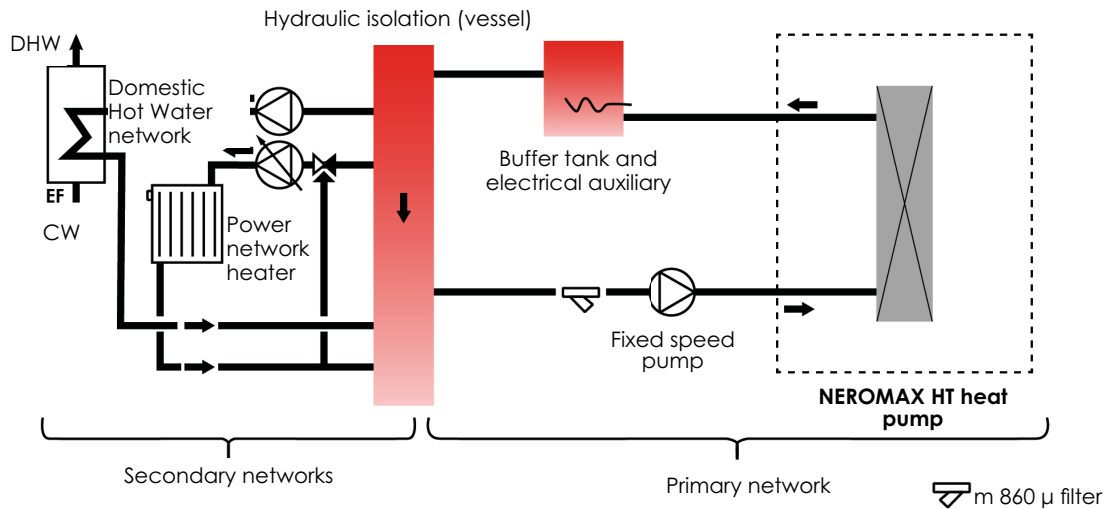 Hydraulic isolation (vessel)
DHW
Domestic
Hot Water
network
EF
CW
Power
network
heater
Buffer tank and
electrical auxiliary
Fixed speed
pump
NEROMAX HT heat
pump
Secondary networks
Primary network
m 860 µ filter